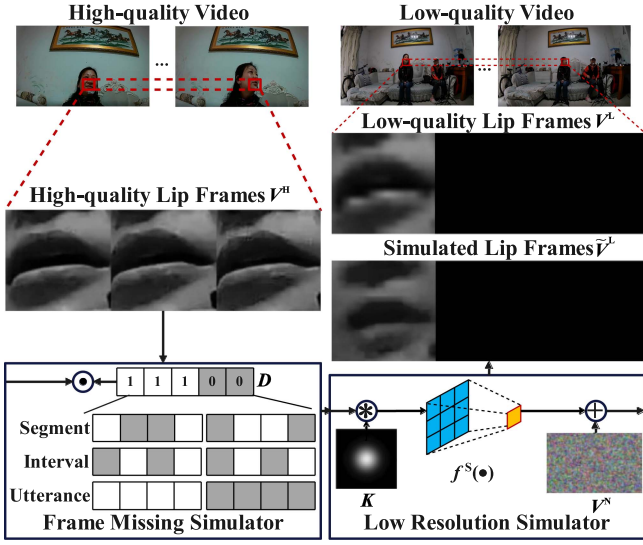 High-quality Video
Low-quality Video
...
...
Low-quality Lip Frames V^L
High-quality Lip Frames V^H
Simulated Lip Frames Ṽ^L
1 1 1 0 0 D
Segment
Interval
Utterance
Frame Missing Simulator
K
f^S(•)
V^N
Low Resolution Simulator